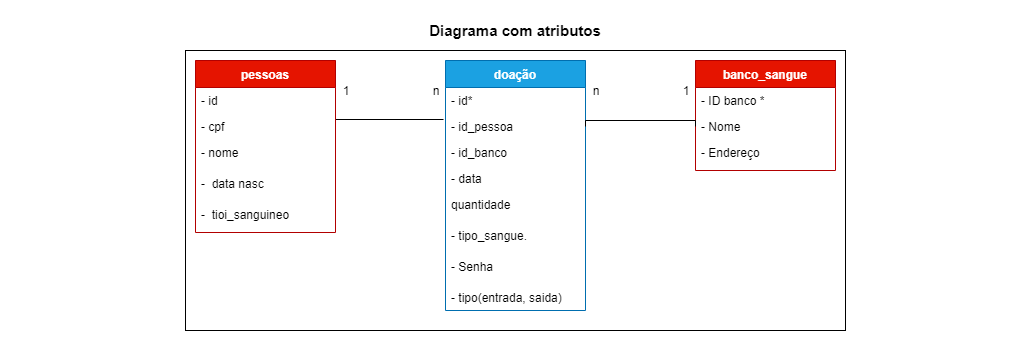 Diagrama com atributos
pessoas
1
- id
- cpf
- nome
- data nasc
- tioi_sanguineo
n
doação
n
- id*
- id_pessoa
- id_banco
- data
quantidade
- tipo_sangue.
- Senha
- tipo(entrada, saida)
1
banco_sangue
- ID banco *
- Nome
- Endereço